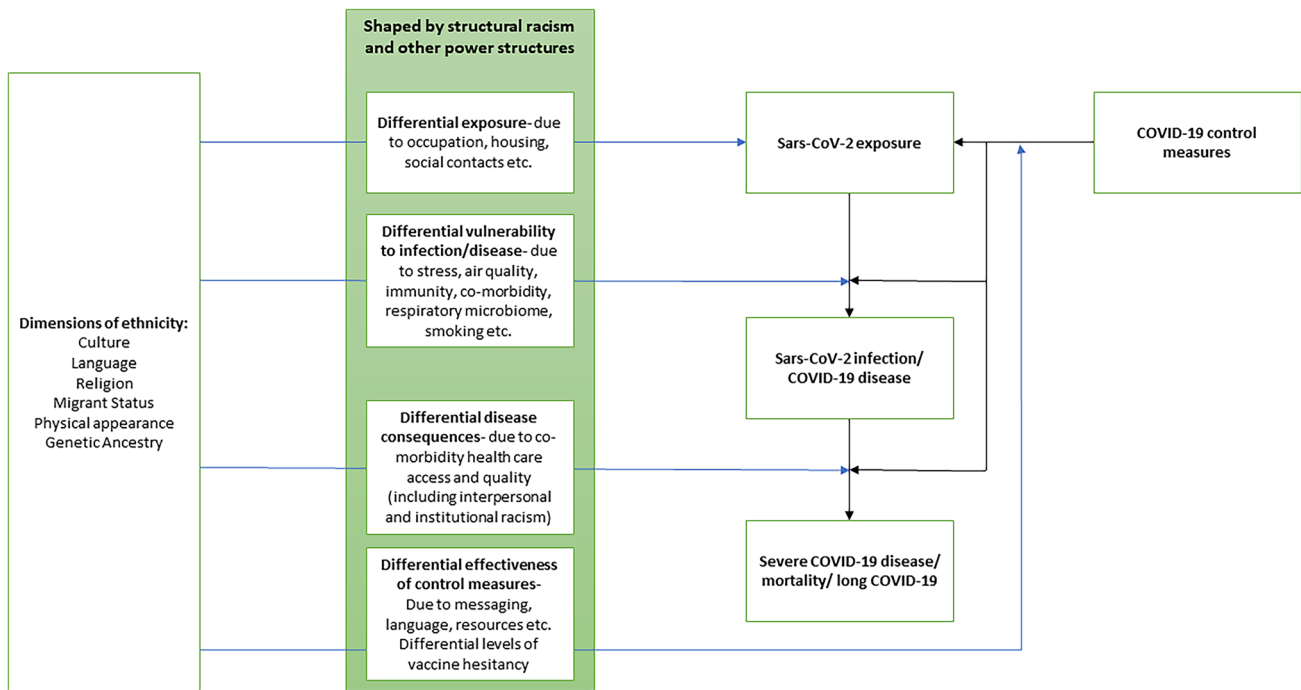 Shaped by structural racism
and other power structures
Differential exposure- due
to occupation, housing,
social contacts etc.
Sars-CoV-2 exposure
COVID-19 control
measures
Differential vulnerability
to infection/disease- due
to stress, air quality,
immunity, co-morbidity,
respiratory microbiome,
smoking etc.
Dimensions of ethnicity:
Culture
Language
Religion
Migrant Status
Physical appearance
Genetic Ancestry
Sars-CoV-2 infection/
COVID-19 disease
Differential disease
consequences- due to co-
morbidity health care
access and quality
(including interpersonal
and institutional racism)
Severe COVID-19 disease/
mortality/ long COVID-19
Differential effectiveness
of control measures-
Due to messaging,
language, resources etc.
Differential levels of
vaccine hesitancy